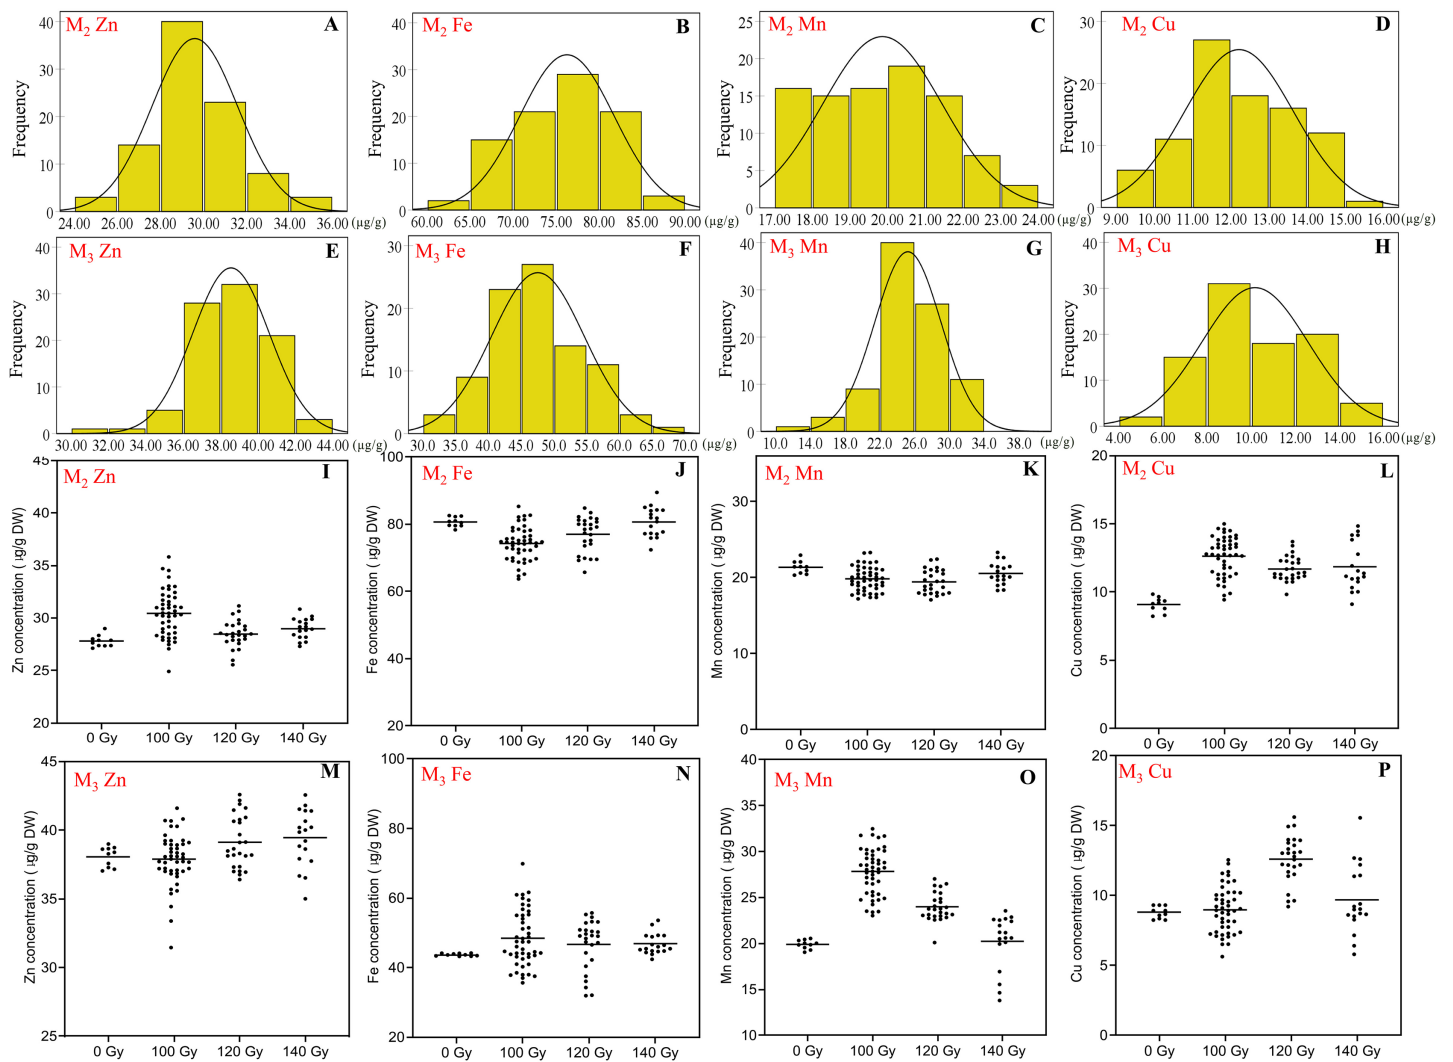 M2 Zn A
Frequency
40
30
20
10
0
24.00 26.00 28.00 30.00 32.00 34.00 36.00 (μg/g)
M2 Fe B
Frequency
40
30
20
10
0
60.00 65.00 70.00 75.00 80.00 85.00 90.00 (μg/g)
M2 Mn C
Frequency
25
20
15
10
5
0
17.00 18.00 19.00 20.00 21.00 22.00 23.00 24.00 (μg/g)
M2 Cu D
Frequency
30
20
10
0
9.00 10.00 11.00 12.00 13.00 14.00 15.00 16.00 (μg/g)
M3 Zn E
Frequency
40
30
20
10
0
30.00 32.00 34.00 36.00 38.00 40.00 42.00 44.00 (μg/g)
M3 Fe F
Frequency
30
20
10
0
30.0 35.0 40.0 45.0 50.0 55.0 60.0 65.0 70.0 (μg/g)
M3 Mn G
Frequency
40
30
20
10
0
10.0 14.0 18.0 22.0 26.0 30.0 34.0 38.0 (μg/g)
M3 Cu H
Frequency
40
30
20
10
0
4.00 6.00 8.00 10.00 12.00 14.00 16.00 (μg/g)
M2 Zn I
Zn concentration ( μg/g DW)
45
40
35
30
25
20
0 Gy 100 Gy 120 Gy 140 Gy
M2 Fe J
Fe concentration ( μg/g DW)
100
80
60
40
20
0 Gy 100 Gy 120 Gy 140 Gy
M2 Mn K
Mn concentration ( μg/g DW)
30
20
10
0
0 Gy 100 Gy 120 Gy 140 Gy
M2 Cu L
Cu concentration ( μg/g DW)
20
15
10
5
0
0 Gy 100 Gy 120 Gy 140 Gy
M3 Zn M
Zn concentration ( μg/g DW)
45
40
35
30
25
0 Gy 100 Gy 120 Gy 140 Gy
M3 Fe N
Fe concentration ( μg/g DW)
100
80
60
40
20
0 Gy 100 Gy 120 Gy 140 Gy
M3 Mn O
Mn concentration ( μg/g DW)
40
35
30
25
20
15
10
0 Gy 100 Gy 120 Gy 140 Gy
M3 Cu P
Cu concentration ( μg/g DW)
20
15
10
5
0
0 Gy 100 Gy 120 Gy 140 Gy